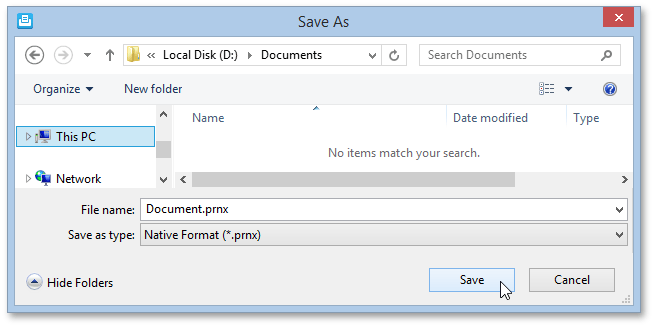 Save As
« Local Disk (D:) Documents
Search Documents
Organize New folder
Name Date modified Type
This PC
No items match your search.
Network
File name: Document.prnx
Save as type: Native Format (*.prnx)
Hide Folders Save Cancel